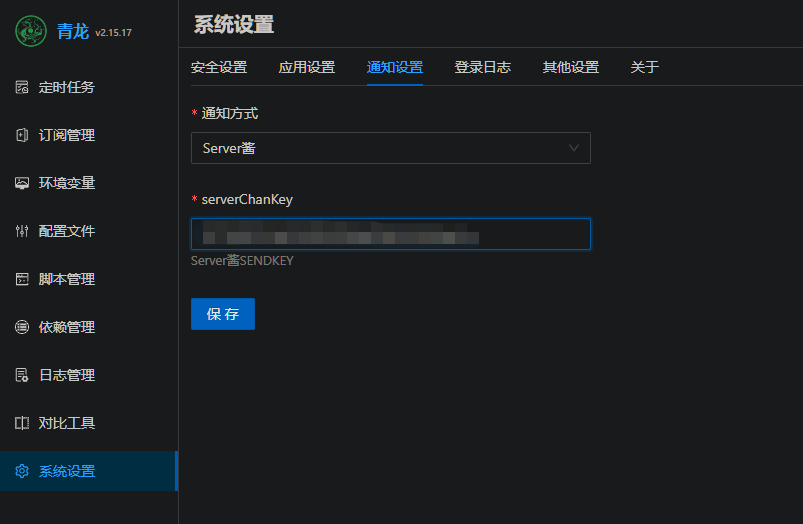 青龙 v2.15.17
定时任务
订阅管理
环境变量
配置文件
脚本管理
依赖管理
日志管理
对比工具
系统设置
系统设置
安全设置 应用设置 通知设置 登录日志 其他设置 关于
* 通知方式
Server酱
* serverChanKey
Server酱SENDKEY
保 存